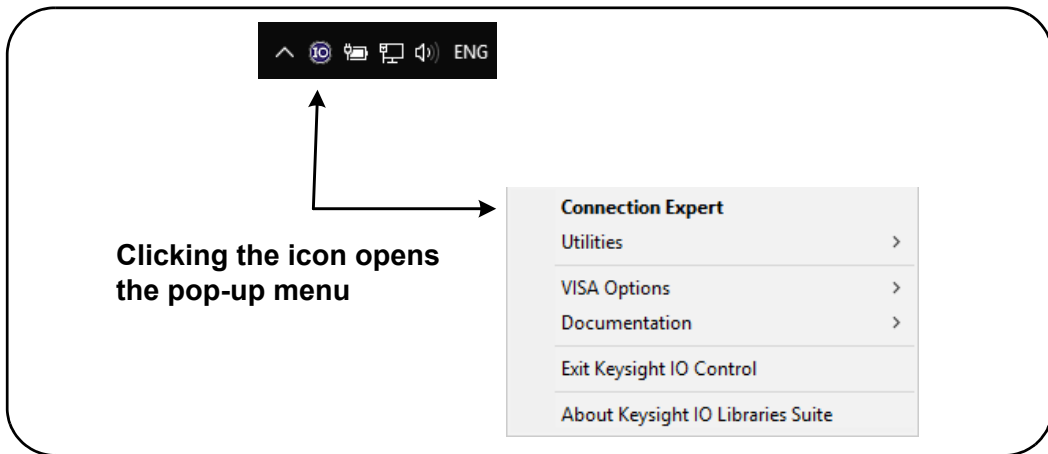 IO ENG
Clicking the icon opens
the pop-up menu
Connection Expert
Utilities
VISA Options
Documentation
Exit Keysight IO Control
About Keysight IO Libraries Suite